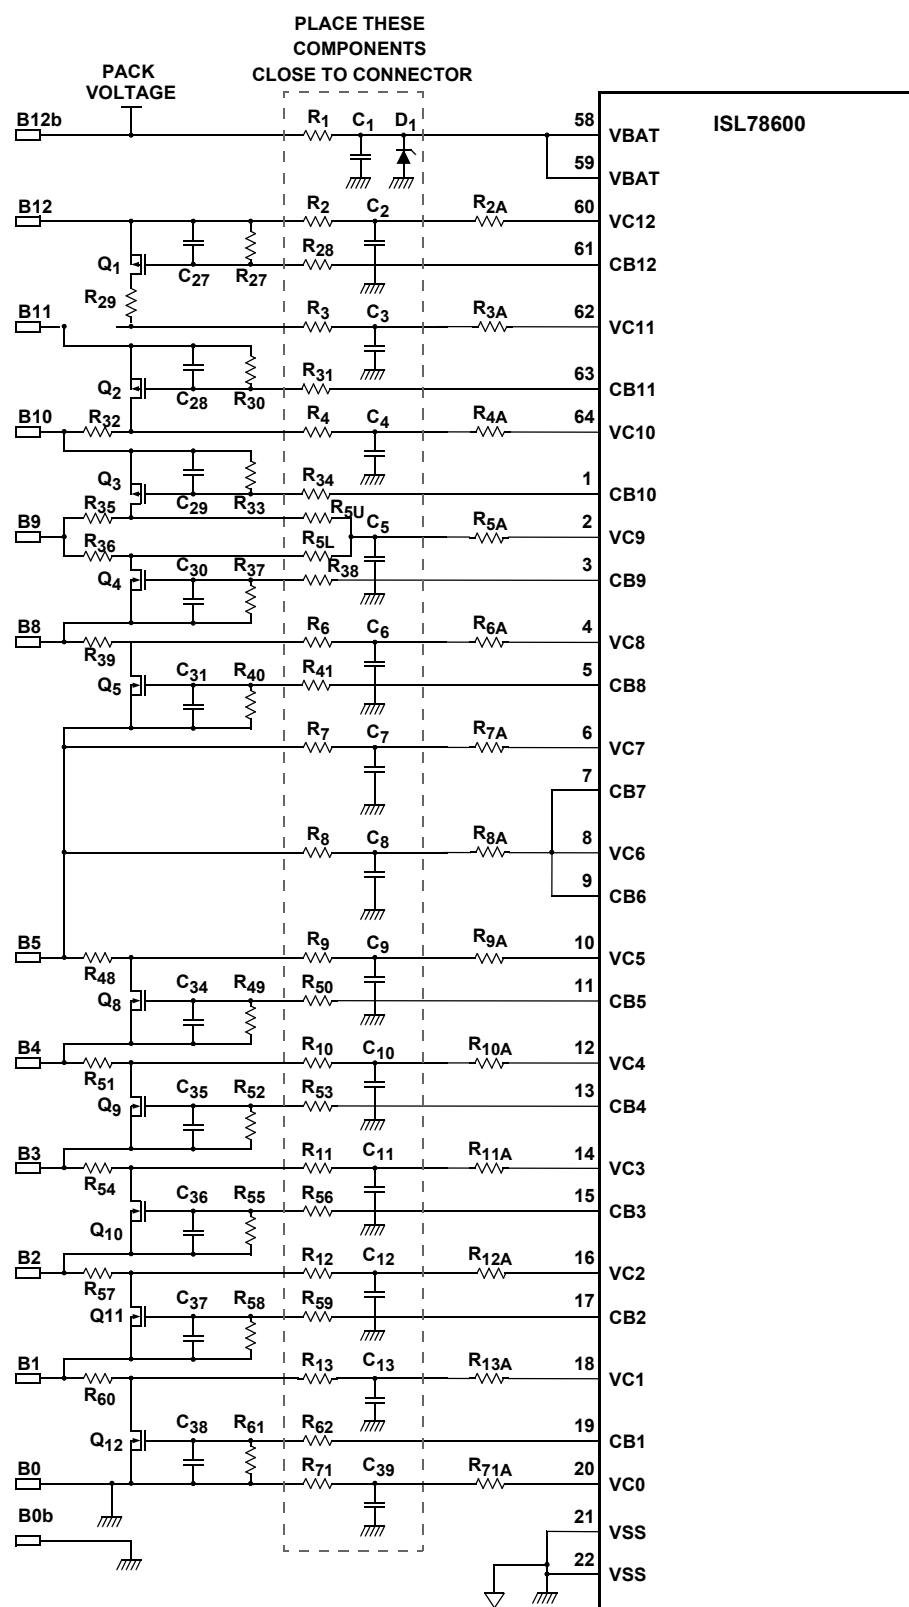 PLACE THESE
COMPONENTS
CLOSE TO CONNECTOR
PACK
VOLTAGE
B12b R1 C1 D1 58 VBAT ISL78600
59 VBAT
B12 R2 C2 R2A 60 VC12
Q1 C27 R27 R28 61 CB12
R29
B11 R3 C3 R3A 62 VC11
Q2 C28 R30 R31 63 CB11
B10 R32 R4 C4 R4A 64 VC10
Q3 C29 R33 R34 1 CB10
R35 R5U
B9 C5 R5A 2 VC9
R36 R5L
Q4 C30 R37 R38 3 CB9
B8 R39 R6 C6 R6A 4 VC8
Q5 C31 R40 R41 5 CB8
R7 C7 R7A 6 VC7
7 CB7
R8 C8 R8A 8 VC6
9 CB6
B5 R48 R9 C9 R9A 10 VC5
Q8 C34 R49 R50 11 CB5
B4 R51 R10 C10 R10A 12 VC4
Q9 C35 R52 R53 13 CB4
B3 R54 R11 C11 R11A 14 VC3
Q10 C36 R55 R56 15 CB3
B2 R57 R12 C12 R12A 16 VC2
Q11 C37 R58 R59 17 CB2
B1 R60 R13 C13 R13A 18 VC1
Q12 C38 R61 R62 19 CB1
B0 R71 C39 R71A 20 VC0
B0b 21 VSS
22 VSS